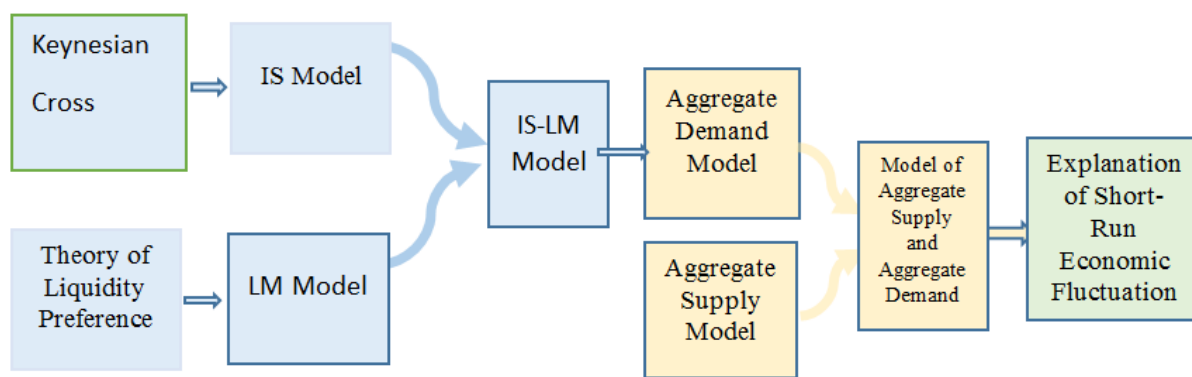 Keynesian
Cross
IS Model
Theory of
Liquidity
Preference
LM Model
IS-LM
Model
Aggregate
Demand
Model
Aggregate
Supply
Model
Model of
Aggregate
Supply
and
Aggregate
Demand
Explanation
of Short-
Run
Economic
Fluctuation